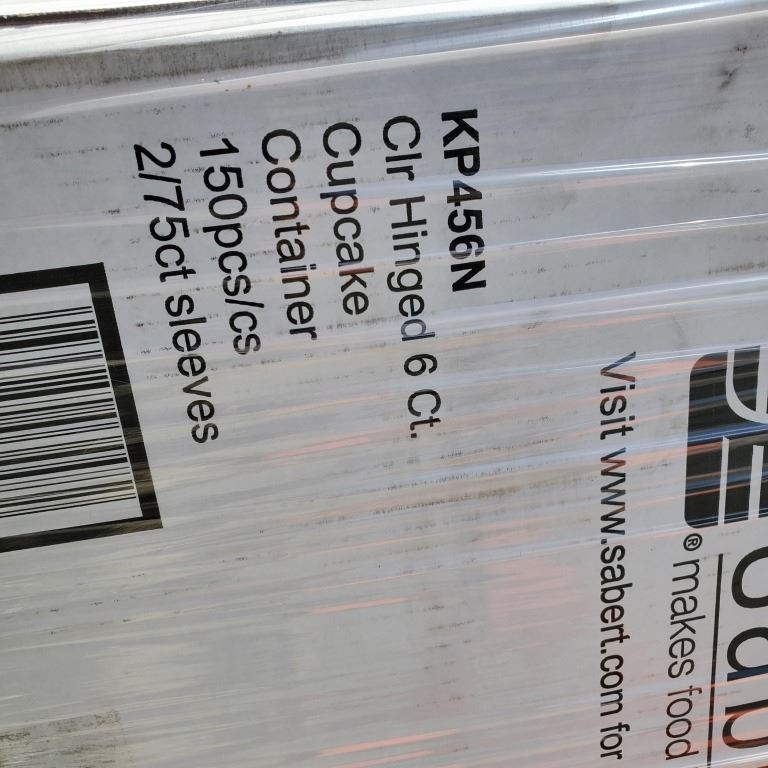 ® makes food
Visit www.sabert.com for
KP456N
Clr Hinged 6 Ct.
Cupcake
Container
150pcs/cs
2/75ct sleeves